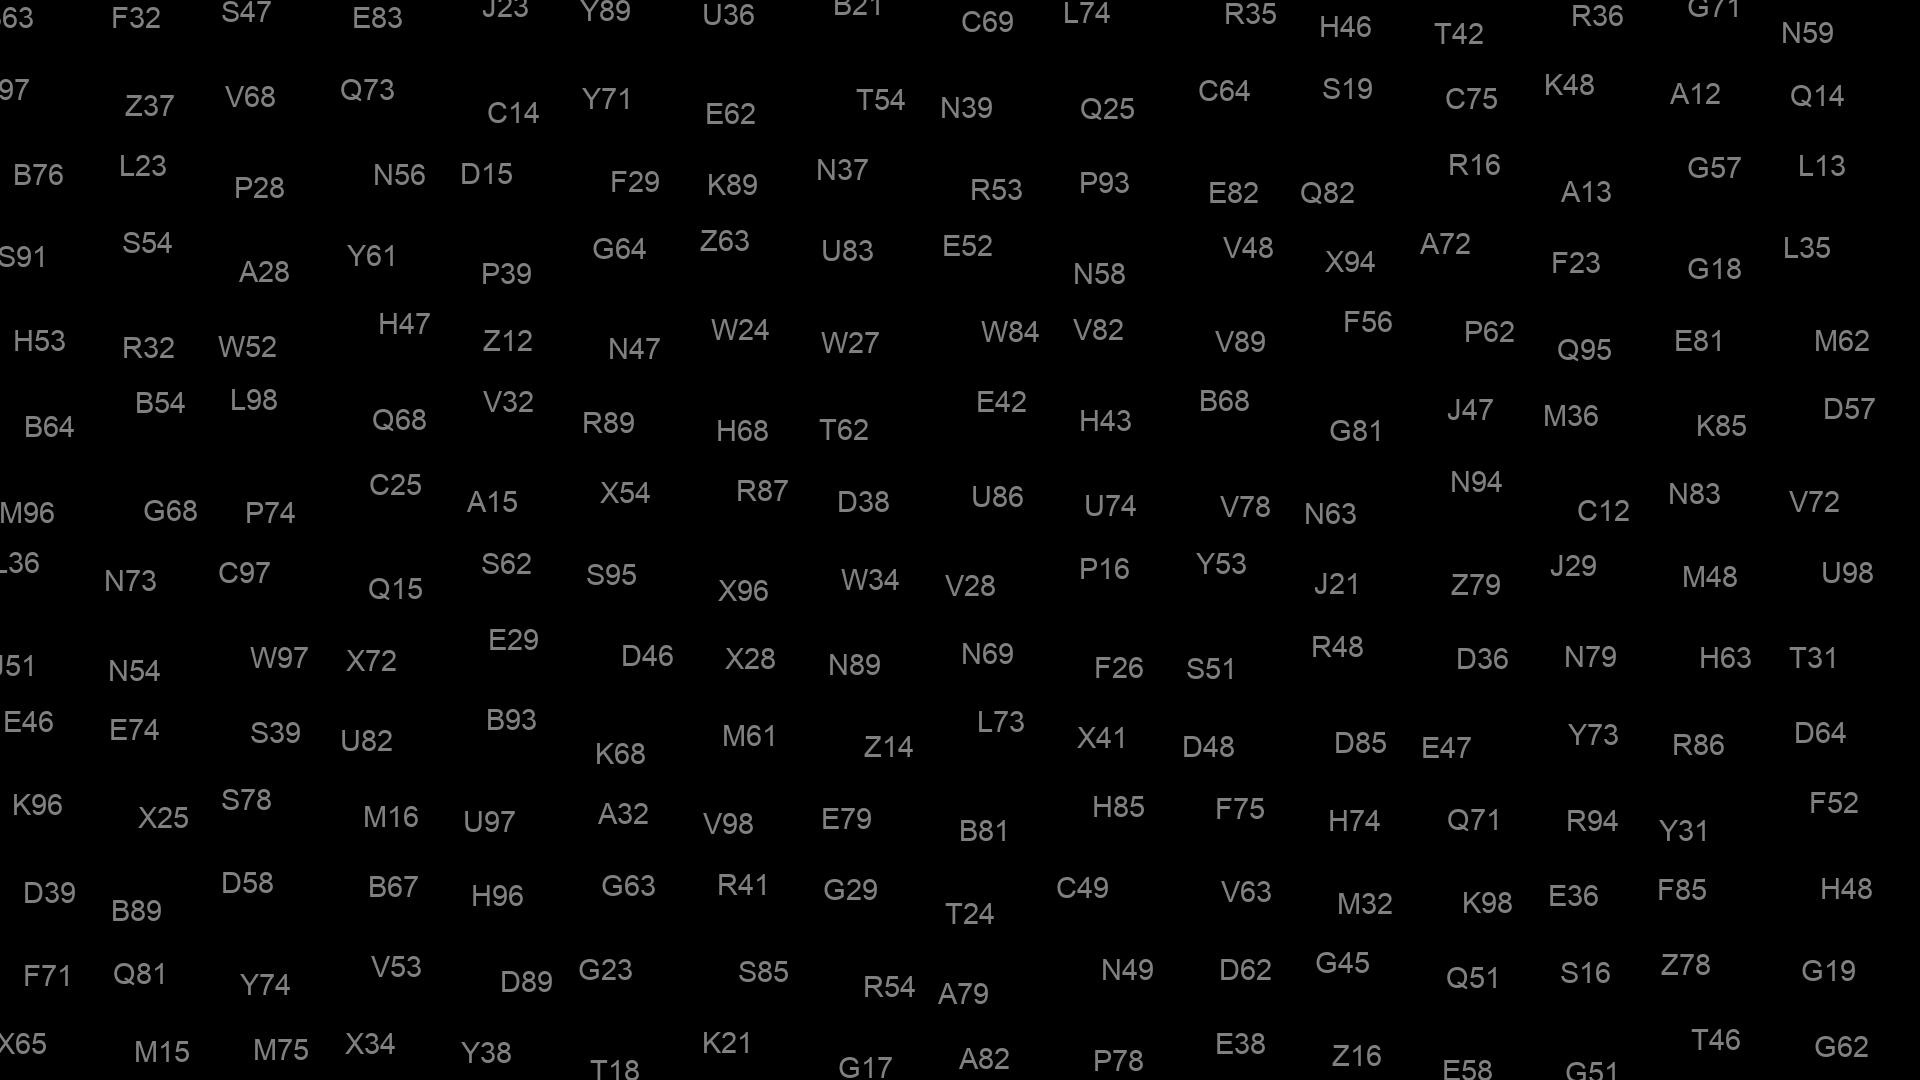 F32 S47 E83 J23 Y89 U36 B21 C69 L74 R35 H46 T42 R36 G71 N59
97 Z37 V68 Q73 C14 Y71 E62 T54 N39 Q25 C64 S19 C75 K48 A12 Q14
B76 L23 P28 N56 D15 F29 K89 N37 R53 P93 E82 Q82 R16 A13 G57 L13
S91 S54 A28 Y61 P39 G64 Z63 U83 E52 N58 V48 X94 A72 F23 G18 L35
H53 R32 W52 H47 Z12 N47 W24 W27 W84 V82 V89 F56 P62 Q95 E81 M62
B64 B54 L98 Q68 V32 R89 H68 T62 E42 H43 B68 G81 J47 M36 K85 D57
M96 G68 P74 C25 A15 X54 R87 D38 U86 U74 V78 N63 N94 C12 N83 V72
L36 N73 C97 Q15 S62 S95 X96 W34 V28 P16 Y53 J21 Z79 J29 M48 U98
51 N54 W97 X72 E29 D46 X28 N89 N69 F26 S51 R48 D36 N79 H63 T31
E46 E74 S39 U82 B93 K68 M61 Z14 L73 X41 D48 D85 E47 Y73 R86 D64
K96 X25 S78 M16 U97 A32 V98 E79 B81 H85 F75 H74 Q71 R94 Y31 F52
D39 B89 D58 B67 H96 G63 R41 G29 T24 C49 V63 M32 K98 E36 F85 H48
F71 Q81 Y74 V53 D89 G23 S85 R54 A79 N49 D62 G45 Q51 S16 Z78 G19
X65 M15 M75 X34 Y38 T18 K21 G17 A82 P78 E38 Z16 E58 G51 T46 G62